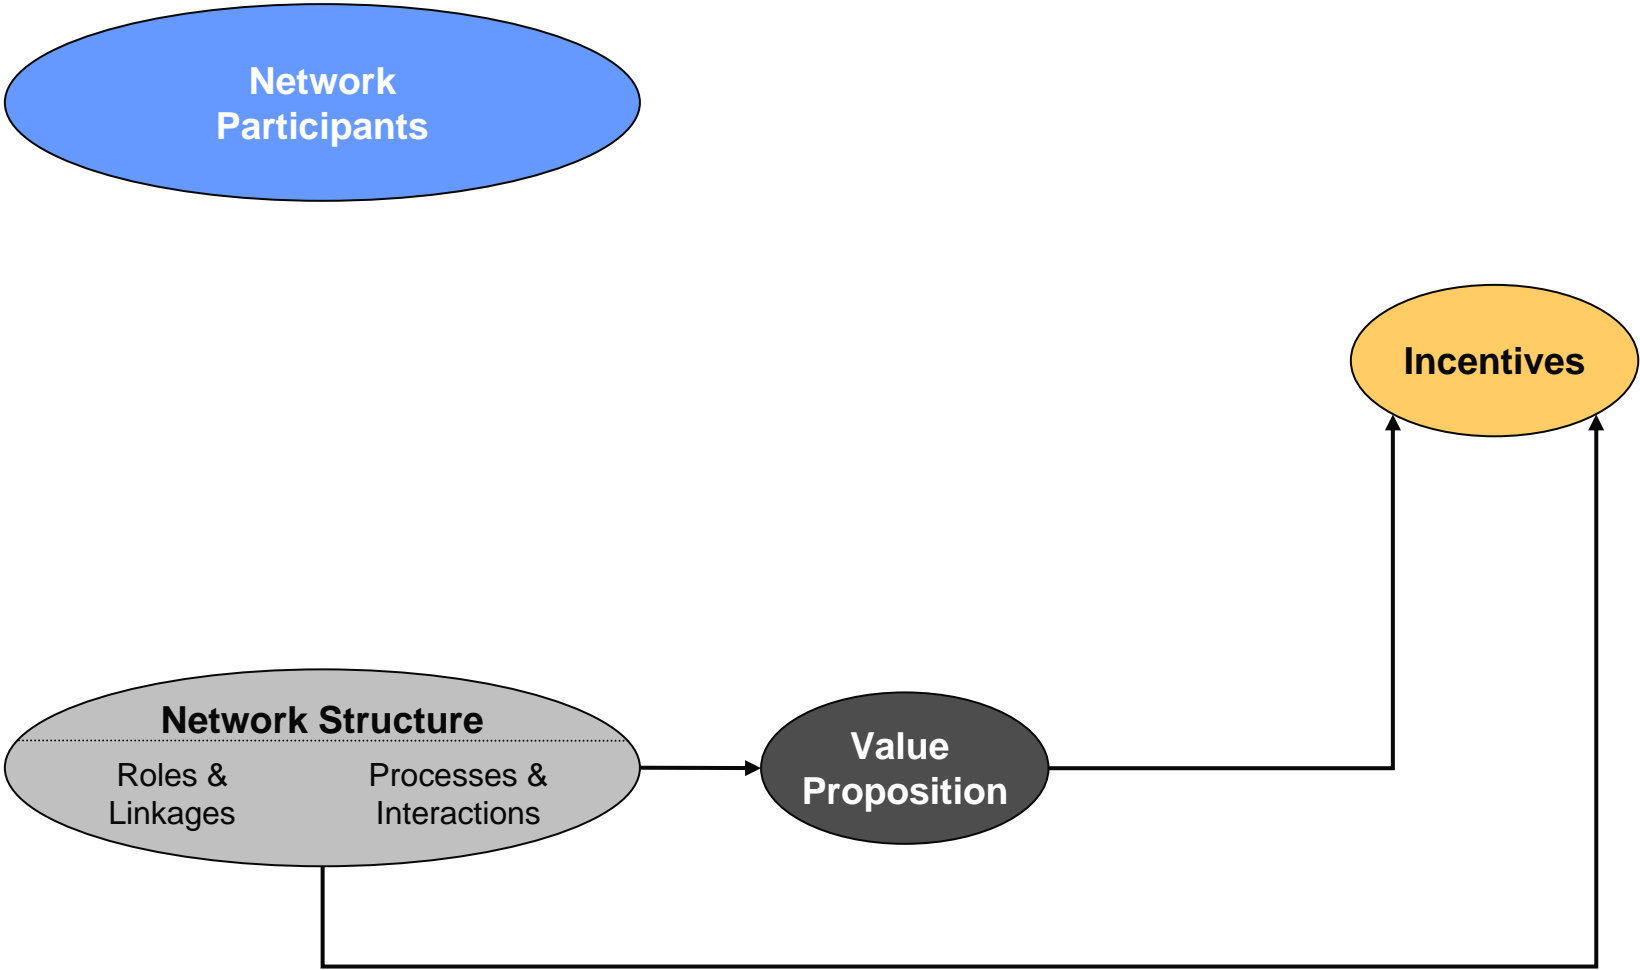 Network
Participants
Incentives
Network Structure
Roles &
Linkages
Processes &
Interactions
Value
Proposition